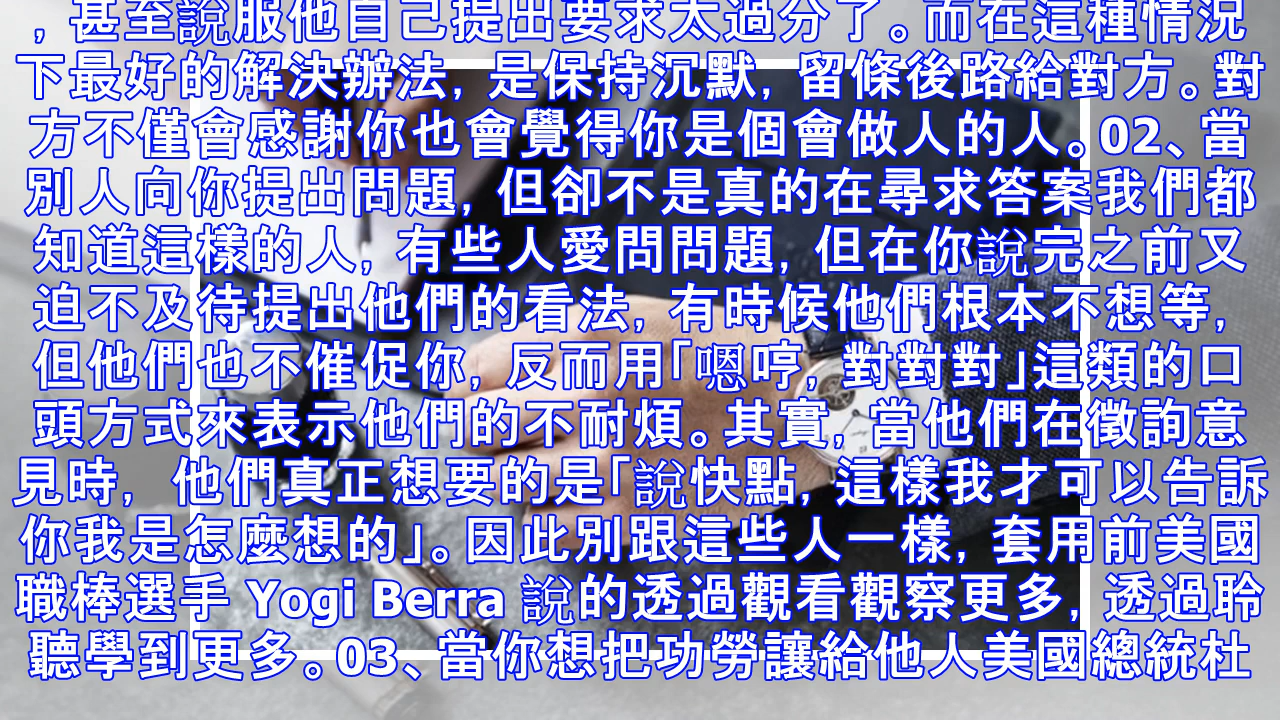 ，甚至說服他自己提出要求太過分了。而在這種情況
下最好的解決辦法，是保持沉默，留條後路給對方。對
方不僅會感謝你也會覺得你是個會做人的人。02、當
別人向你提出問題，但卻不是真的在尋求答案我們都
知道這樣的人，有些人愛問問題，但在你說完之前又
迫不及待提出他們的看法，有時候他們根本不想等，
但他們也不催促你，反而用「嗯哼，對對對」這類的口
頭方式來表示他們的不耐煩。其實，當他們在徵詢意
見時， 他們真正想要的是「說快點，這樣我才可以告訴
你我是怎麼想的」。因此別跟這些人一樣，套用前美國
職棒選手 Yogi Berra 說的透過觀看觀察更多，透過聆
聽學到更多。03、當你想把功勞讓給他人美國總統杜